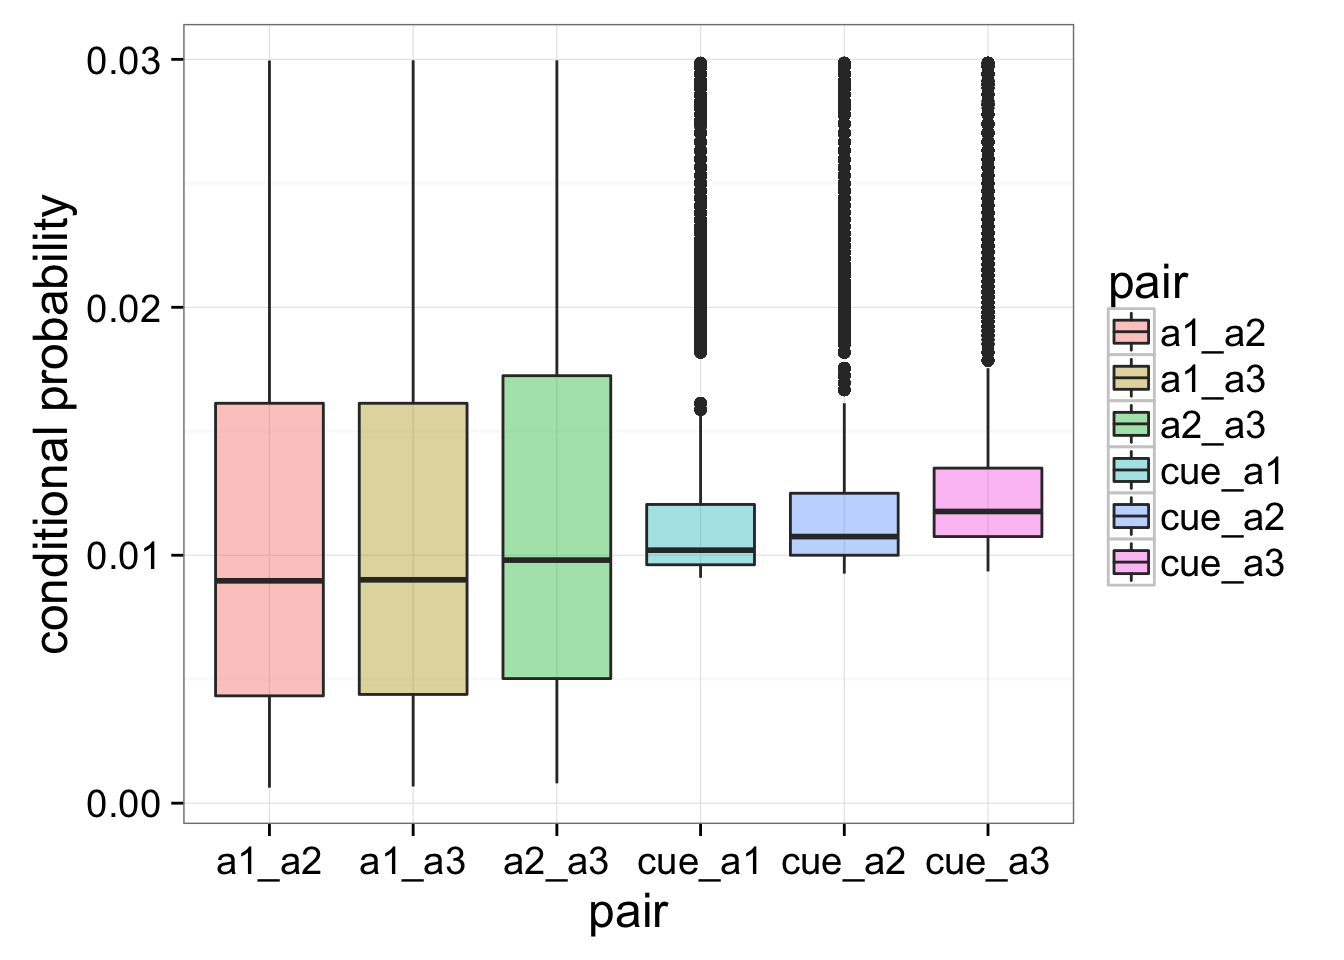 conditional probability
0.03
0.02
0.01
0.00
a1_a2 a1_a3 a2_a3 cue_a1 cue_a2 cue_a3
pair
pair
a1_a2
a1_a3
a2_a3
cue_a1
cue_a2
cue_a3